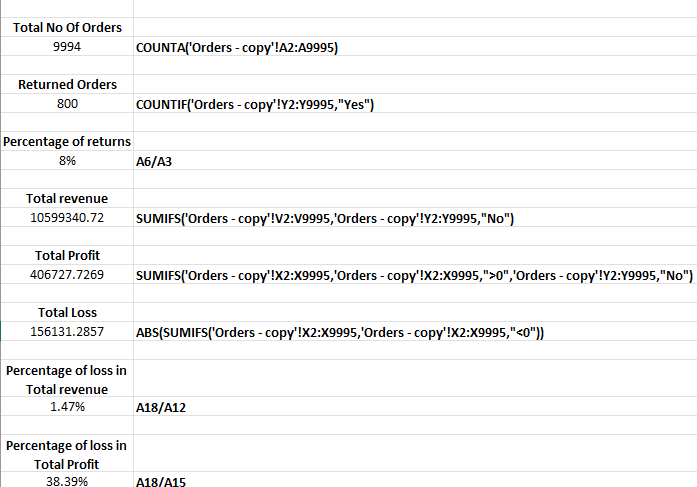 Total No Of Orders
9994 COUNTA('Orders - copy'!A2:A9995)
Returned Orders
800 COUNTIF('Orders - copy'!Y2:Y9995,"Yes")
Percentage of returns
8% A6/A3
Total revenue
10599340.72 SUMIFS('Orders - copy'!V2:V9995,'Orders - copy'!Y2:Y9995,"No")
Total Profit
406727.7269 SUMIFS('Orders - copy'!X2:X9995,'Orders - copy'!X2:X9995,">0",'Orders - copy'!Y2:Y9995,"No")
Total Loss
156131.2857 ABS(SUMIFS('Orders - copy'!X2:X9995,'Orders - copy'!X2:X9995,"<0"))
Percentage of loss in
Total revenue
1.47% A18/A12
Percentage of loss in
Total Profit
38.39% A18/A15